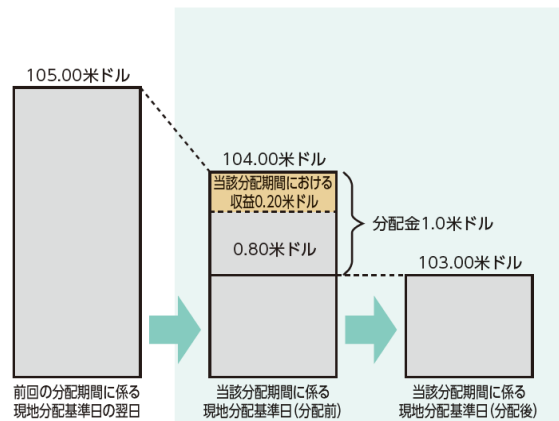 105.00米ドル
104.00米ドル
当該分配期間における
収益0.20米ドル
0.80米ドル
分配金1.0米ドル
103.00米ドル
前回の分配期間に係る
現地分配基準日の翌日
当該分配期間に係る
現地分配基準日（分配前）
当該分配期間に係る
現地分配基準日（分配後）